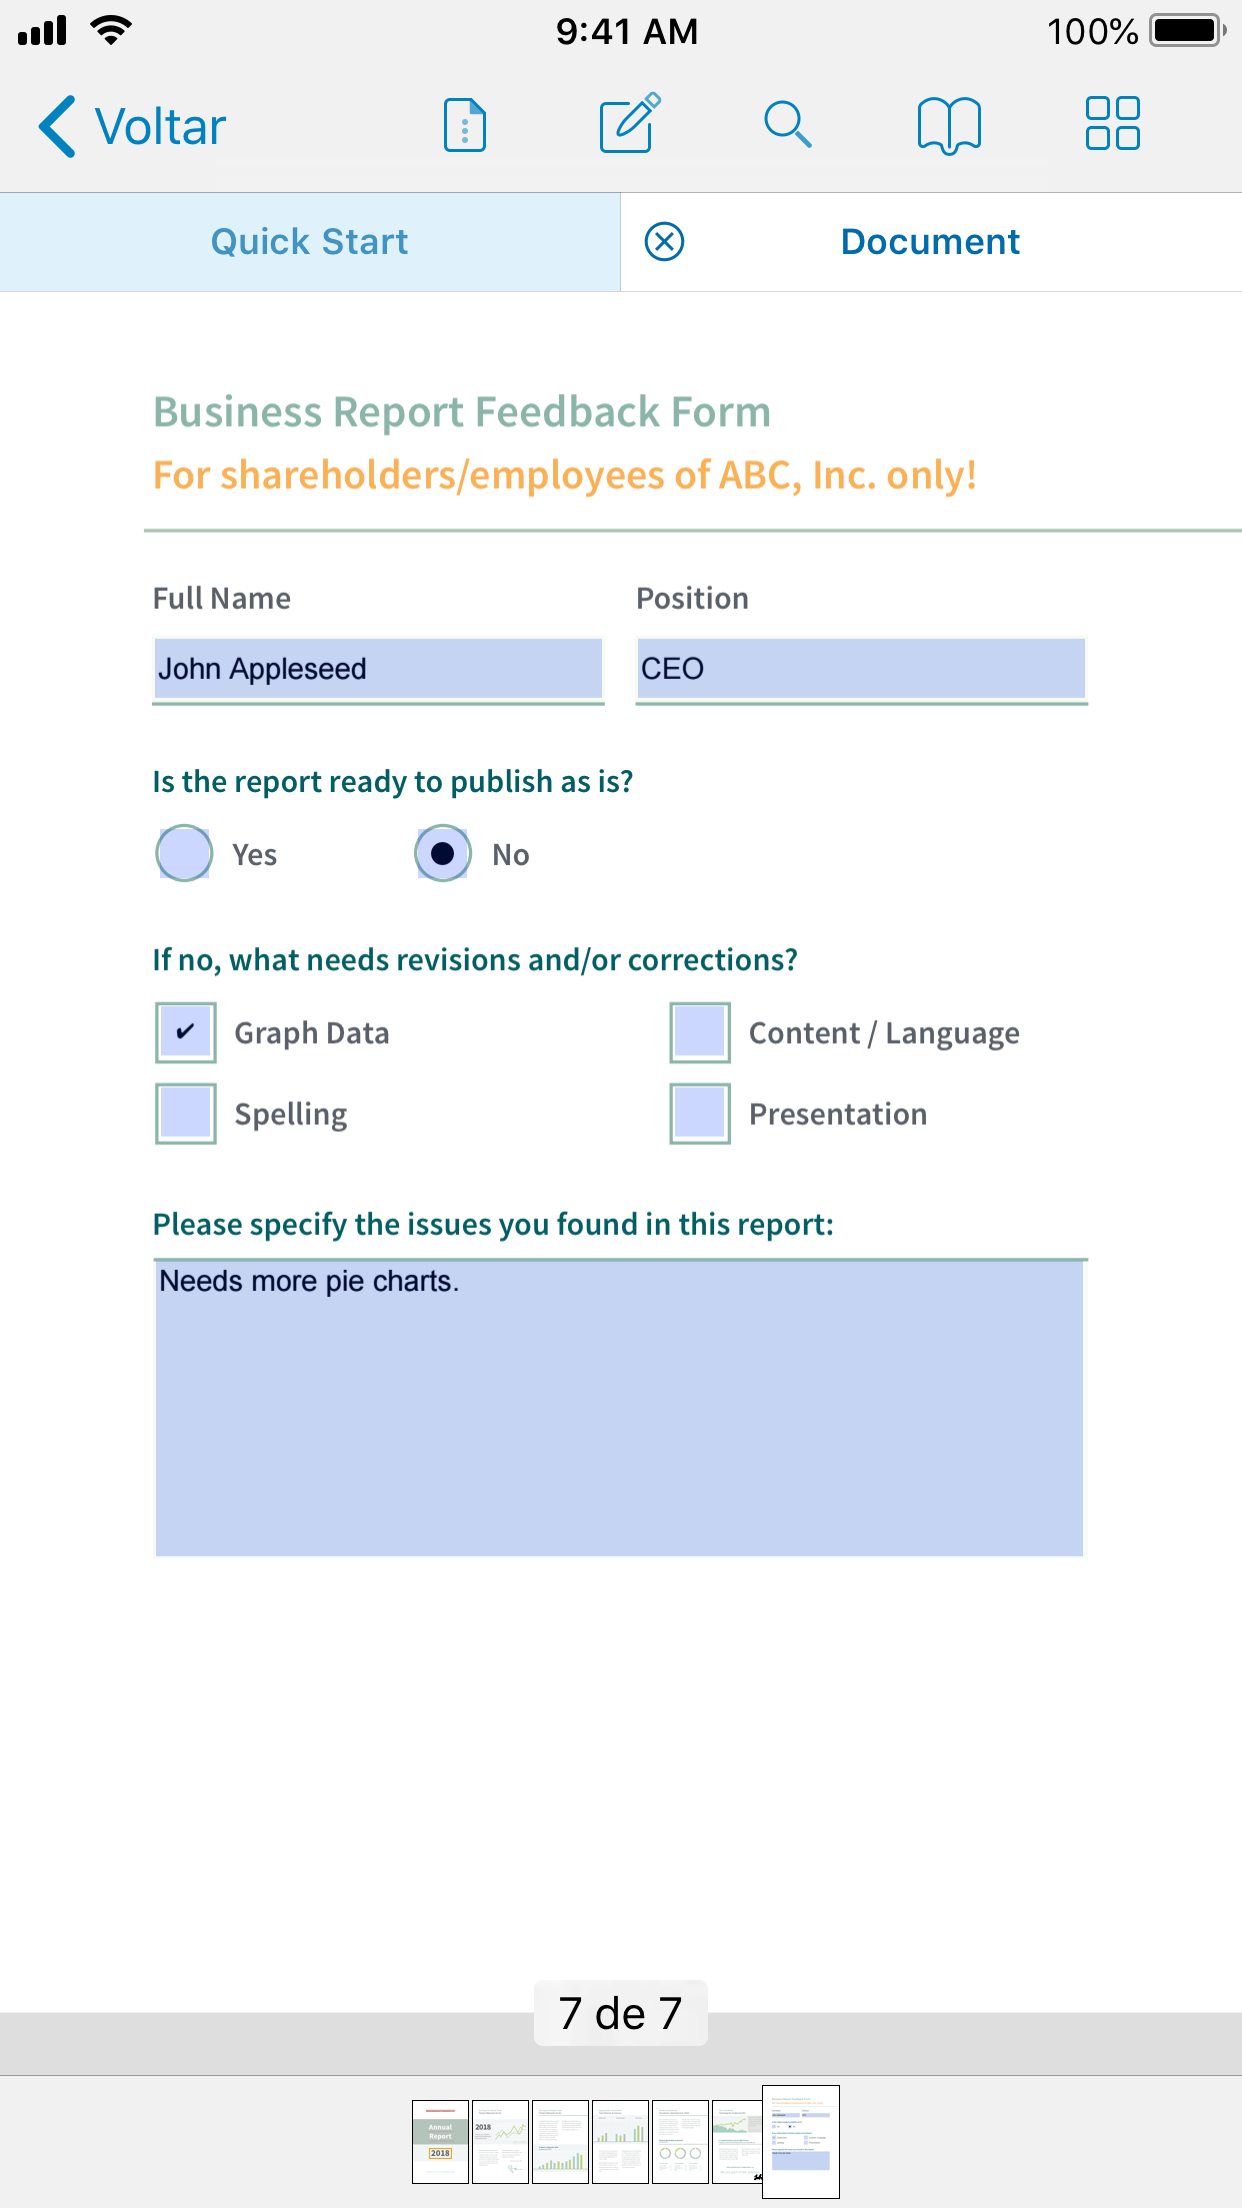 9:41 AM
100%
Voltar
Quick Start
Document
Business Report Feedback Form
For shareholders/employees of ABC, Inc. only!
Full Name
Position
John Appleseed
CEO
Is the report ready to publish as is?
Yes
No
If no, what needs revisions and/or corrections?
Graph Data
Content / Language
Spelling
Presentation
Please specify the issues you found in this report:
Needs more pie charts.
7 de 7
Annual
Report
2018
2018